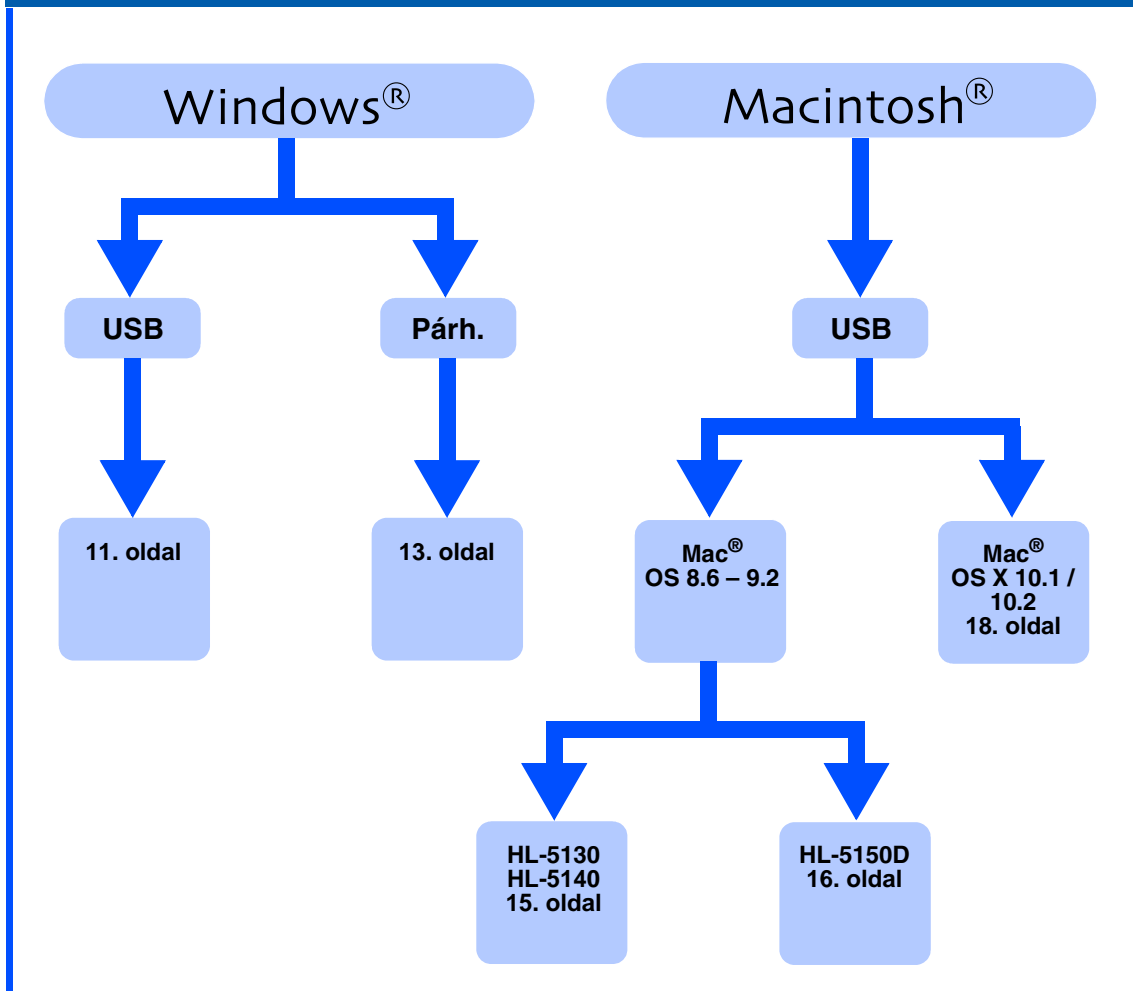 Windows®
Macintosh®
USB
Párh.
USB
11. oldal
13. oldal
Mac®
OS 8.6 – 9.2
Mac®
OS X 10.1 /
10.2
18. oldal
HL-5130
HL-5140
15. oldal
HL-5150D
16. oldal